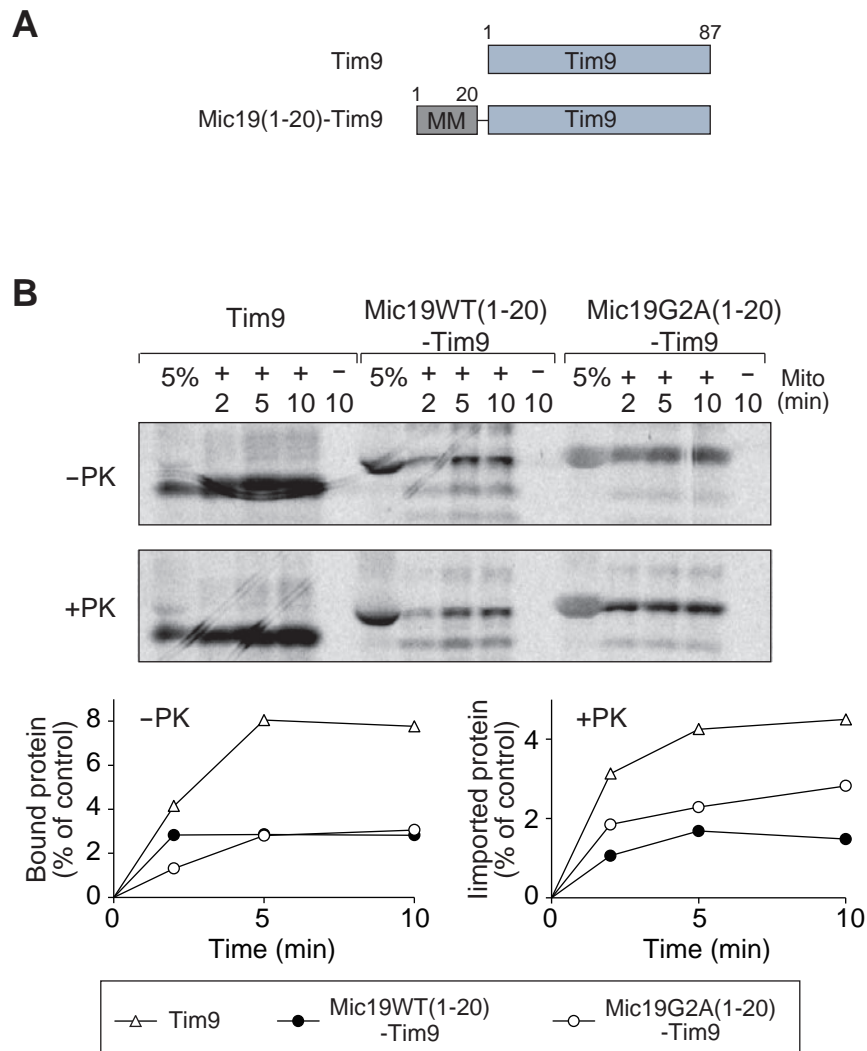 A
1 87
Tim9 Tim9
1 20
Mic19(1-20)-Tim9 MM Tim9
B
Tim9 Mic19WT(1-20)
-Tim9 Mic19G2A(1-20)
-Tim9
5% + + + – 5% + + + – 5% + + + – Mito
2 5 10 10 2 5 10 10 2 5 10 10 (min)
–PK
+PK
–PK
Bound protein
(% of control)
8
6
4
2
0
0 5 10
Time (min)
+PK
Iimported protein
(% of control)
4
2
0
0 5 10
Time (min)
Tim9 Mic19WT(1-20)
-Tim9 Mic19G2A(1-20)
-Tim9